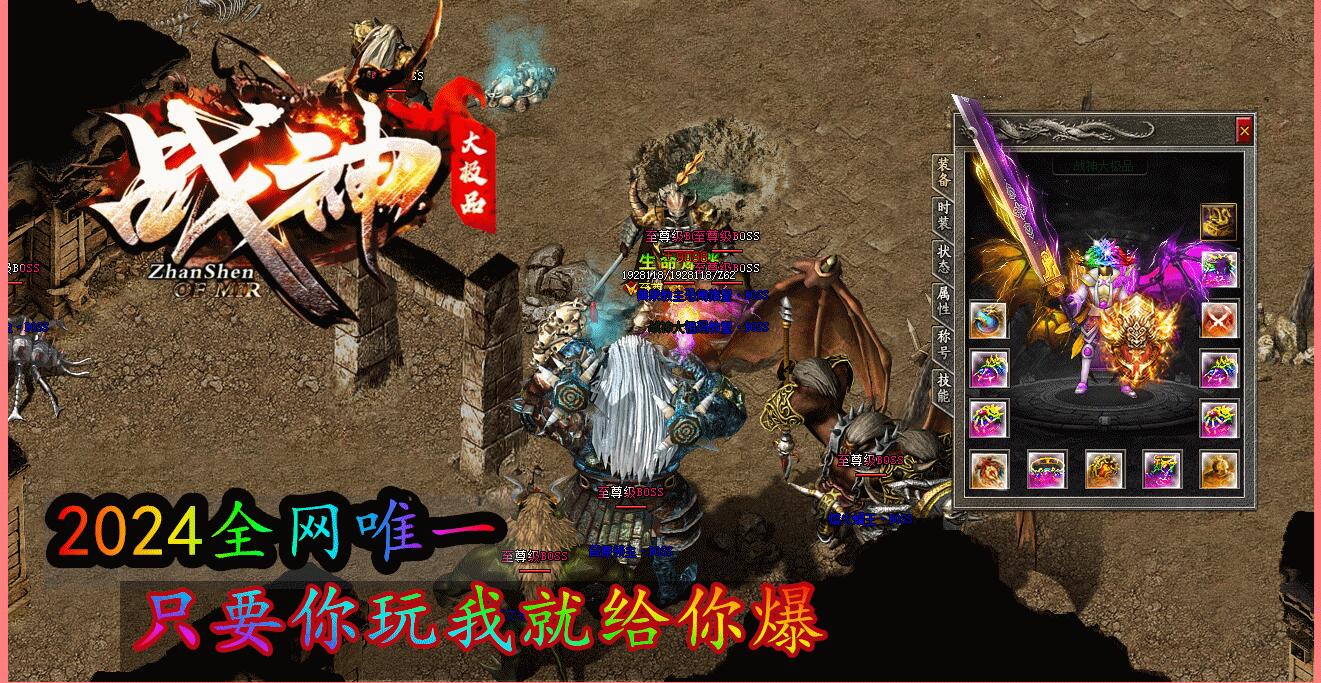 战神
大极品
ZhanShen
OF MIR
战神大极品
装备
时装
状态
属性
称号
技能
至尊级BOSS
1928118/1928118/Z62
至尊级BOSS
至尊级BOSS
至尊级BOSS
2024全网唯一
只要你玩我就给你爆